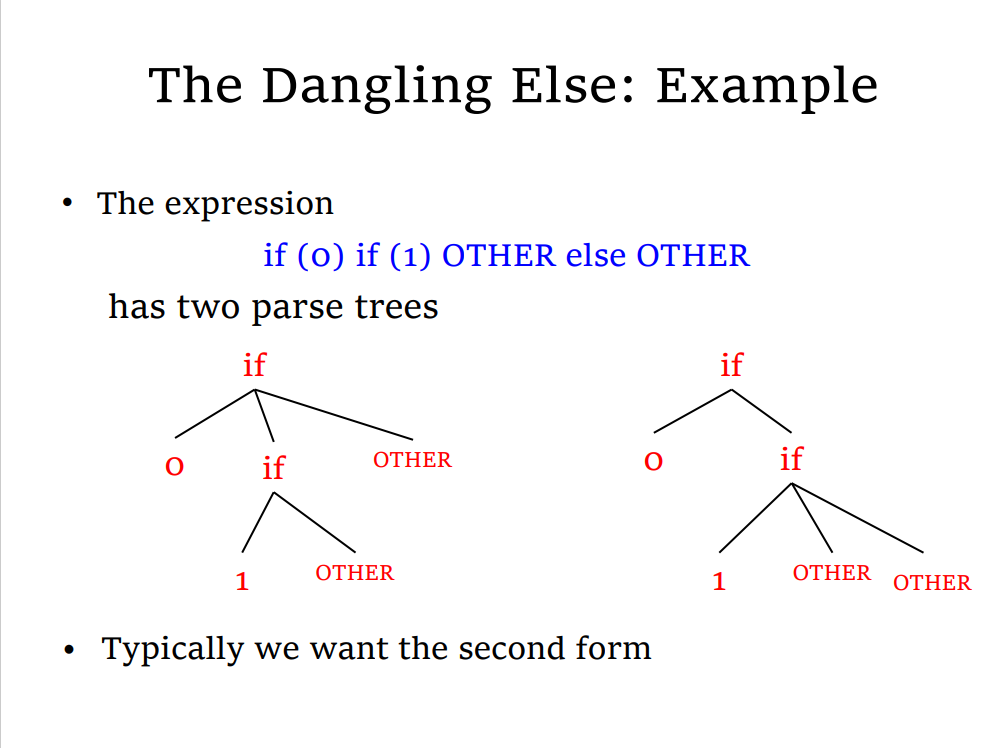 The Dangling Else: Example
• The expression
if (0) if (1) OTHER else OTHER
has two parse trees
if if
0 if OTHER 0 if
1 OTHER 1 OTHER OTHER
• Typically we want the second form